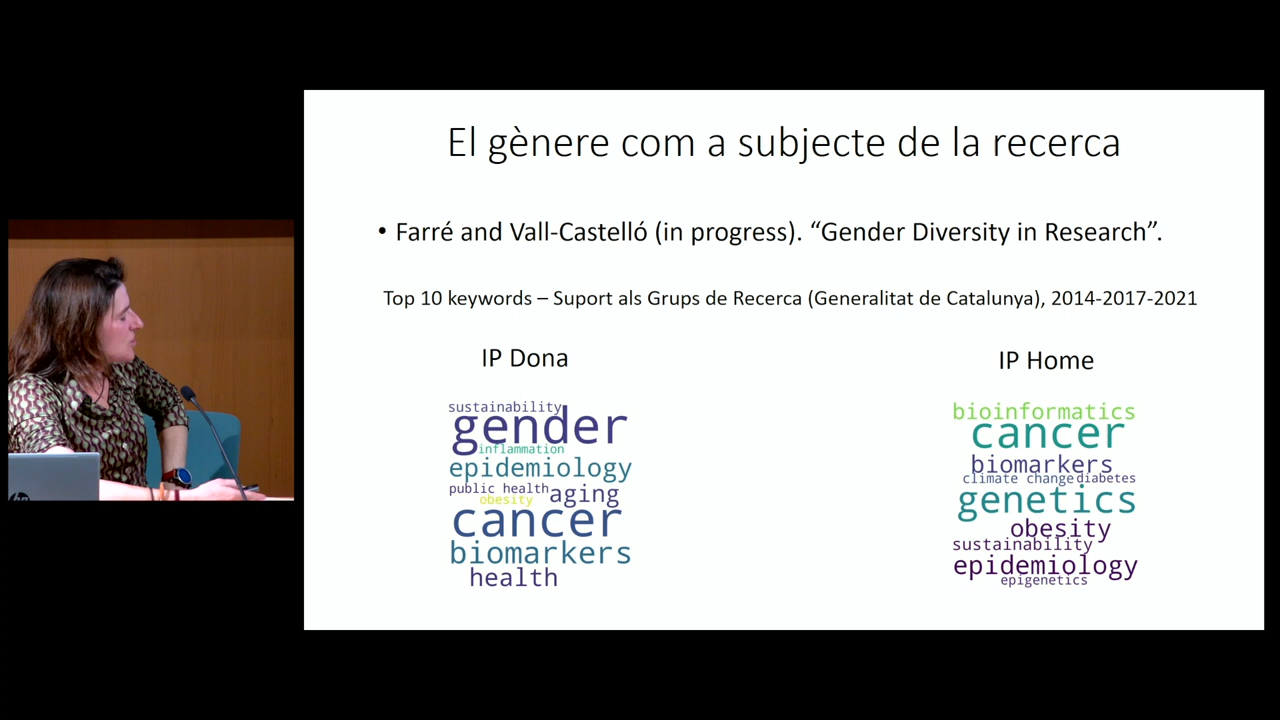 El gènere com a subjecte de la recerca
• Farré and Vall-Castelló (in progress). “Gender Diversity in Research”.
Top 10 keywords – Suport als Grups de Recerca (Generalitat de Catalunya), 2014-2017-2021
IP Dona
sustainability
gender
inflammation
epidemiology
public health
aging
obesity
cancer
biomarkers
health
IP Home
bioinformatics
cancer
biomarkers
climate change diabetes
genetics
obesity
sustainability
epidemiology
epigenetics